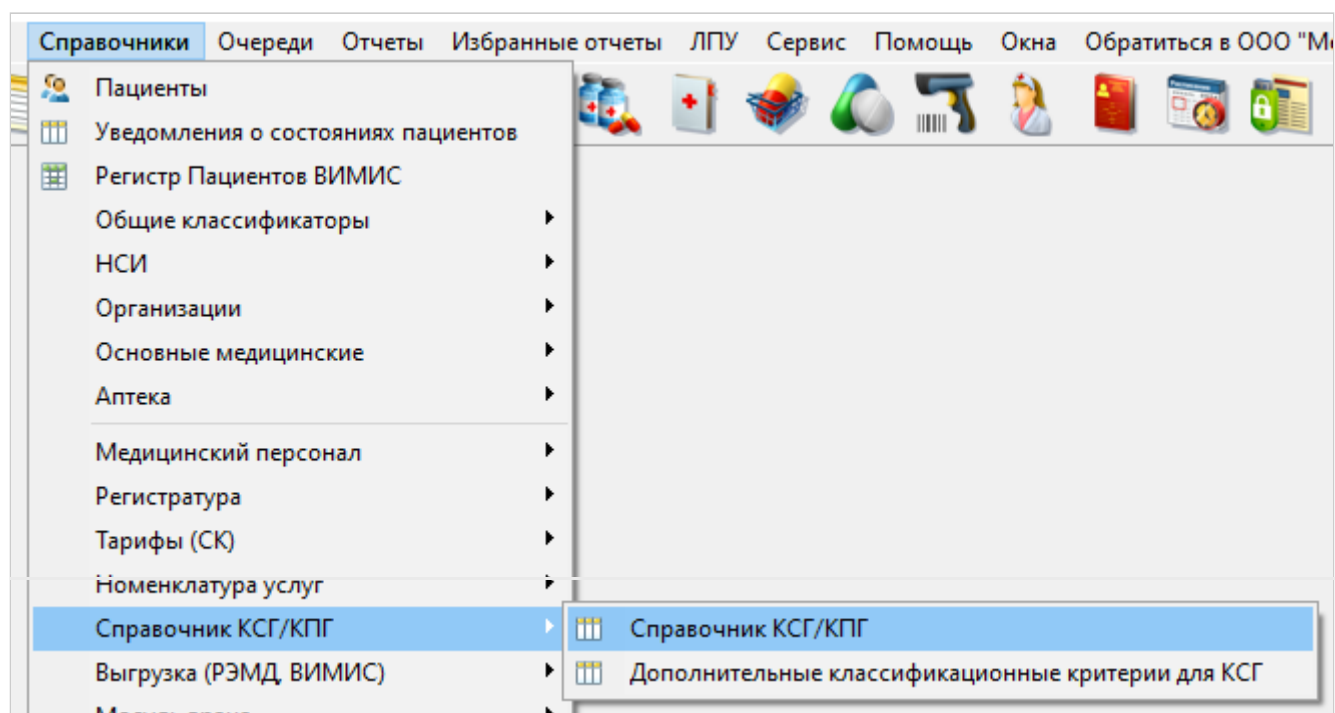 Справочники Очереди Отчеты Избранные отчеты ЛПУ Сервис Помощь Окна Обратиться в ООО "М
Пациенты
Уведомления о состояниях пациентов
Регистр Пациентов ВИМИС
Общие классификаторы
НСИ
Организации
Основные медицинские
Аптека
Медицинский персонал
Регистратура
Тарифы (СК)
Номенклатура услуг
Справочник КСГ/КПГ
Справочник КСГ/КПГ
Выгрузка (РЭМД, ВИМИС)
Дополнительные классификационные критерии для КСГ